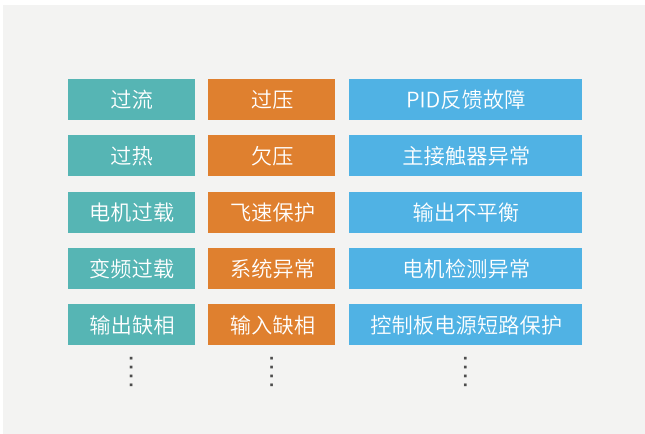 过流
过压
PID反馈故障
过热
欠压
主接触器异常
电机过载
飞速保护
输出不平衡
变频过载
系统异常
电机检测异常
输出缺相
输入缺相
控制板电源短路保护